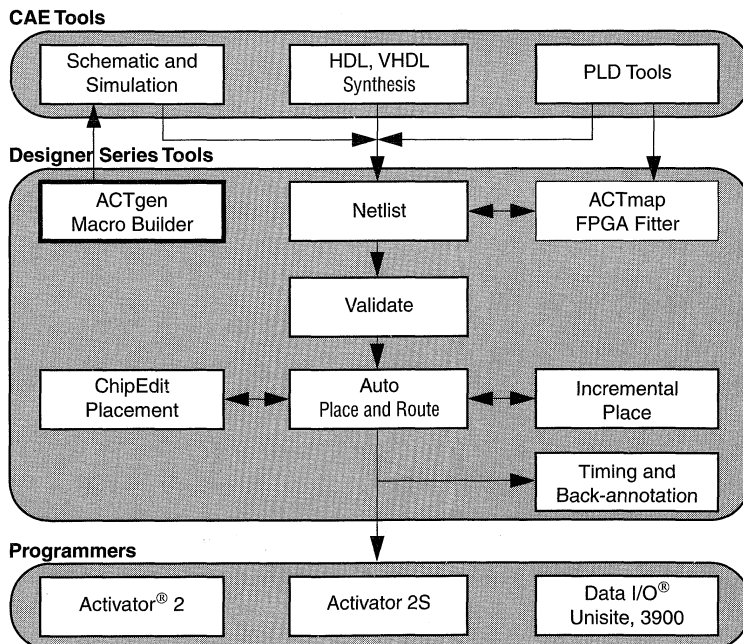 CAE Tools
Schematic and
Simulation
HDL, VHDL
Synthesis
PLD Tools
Designer Series Tools
ACTgen
Macro Builder
Netlist
ACTmap
FPGA Fitter
Validate
ChipEdit
Placement
Auto
Place and Route
Incremental
Place
Timing and
Back-annotation
Programmers
Activator® 2
Activator 2S
Data I/O®
Unisite, 3900